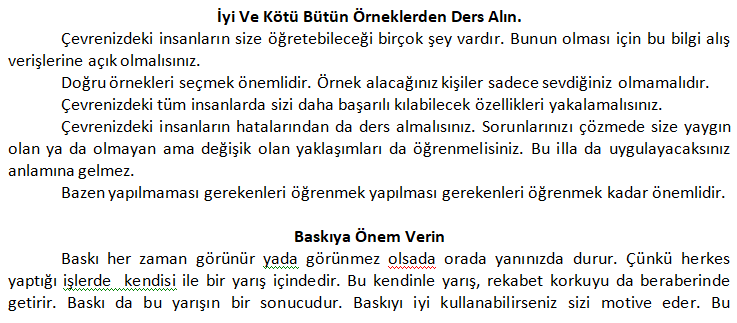 İyi Ve Kötü Bütün Örneklerden Ders Alın.
Çevrenizdeki insanların size öğretebileceği birçok şey vardır. Bunun olması için bu bilgi alış
verişlerine açık olmalısınız.
Doğru örnekleri seçmek önemlidir. Örnek alacağınız kişiler sadece sevdiğiniz olmamalıdır.
Çevrenizdeki tüm insanlarda sizi daha başarılı kılabilecek özellikleri yakalamalısınız.
Çevrenizdeki insanların hatalarından da ders almalısınız. Sorunlarınızı çözmede size yaygın
olan ya da olmayan ama değişik olan yaklaşımları da öğrenmelisiniz. Bu illa da uygulayacaksınız
anlamına gelmez.
Bazen yapılmaması gerekenleri öğrenmek yapılması gerekenleri öğrenmek kadar önemlidir.
Baskıya Önem Verin
Baskı her zaman görünür yada görünmez olsada orada yanınızda durur. Çünkü herkes
yaptığı işlerde kendisi ile bir yarış içindedir. Bu kendinle yarış, rekabet korkuyu da beraberinde
getirir. Baskı da bu yarışın bir sonucudur. Baskıyı iyi kullanabilirseniz sizi motive eder. Bu